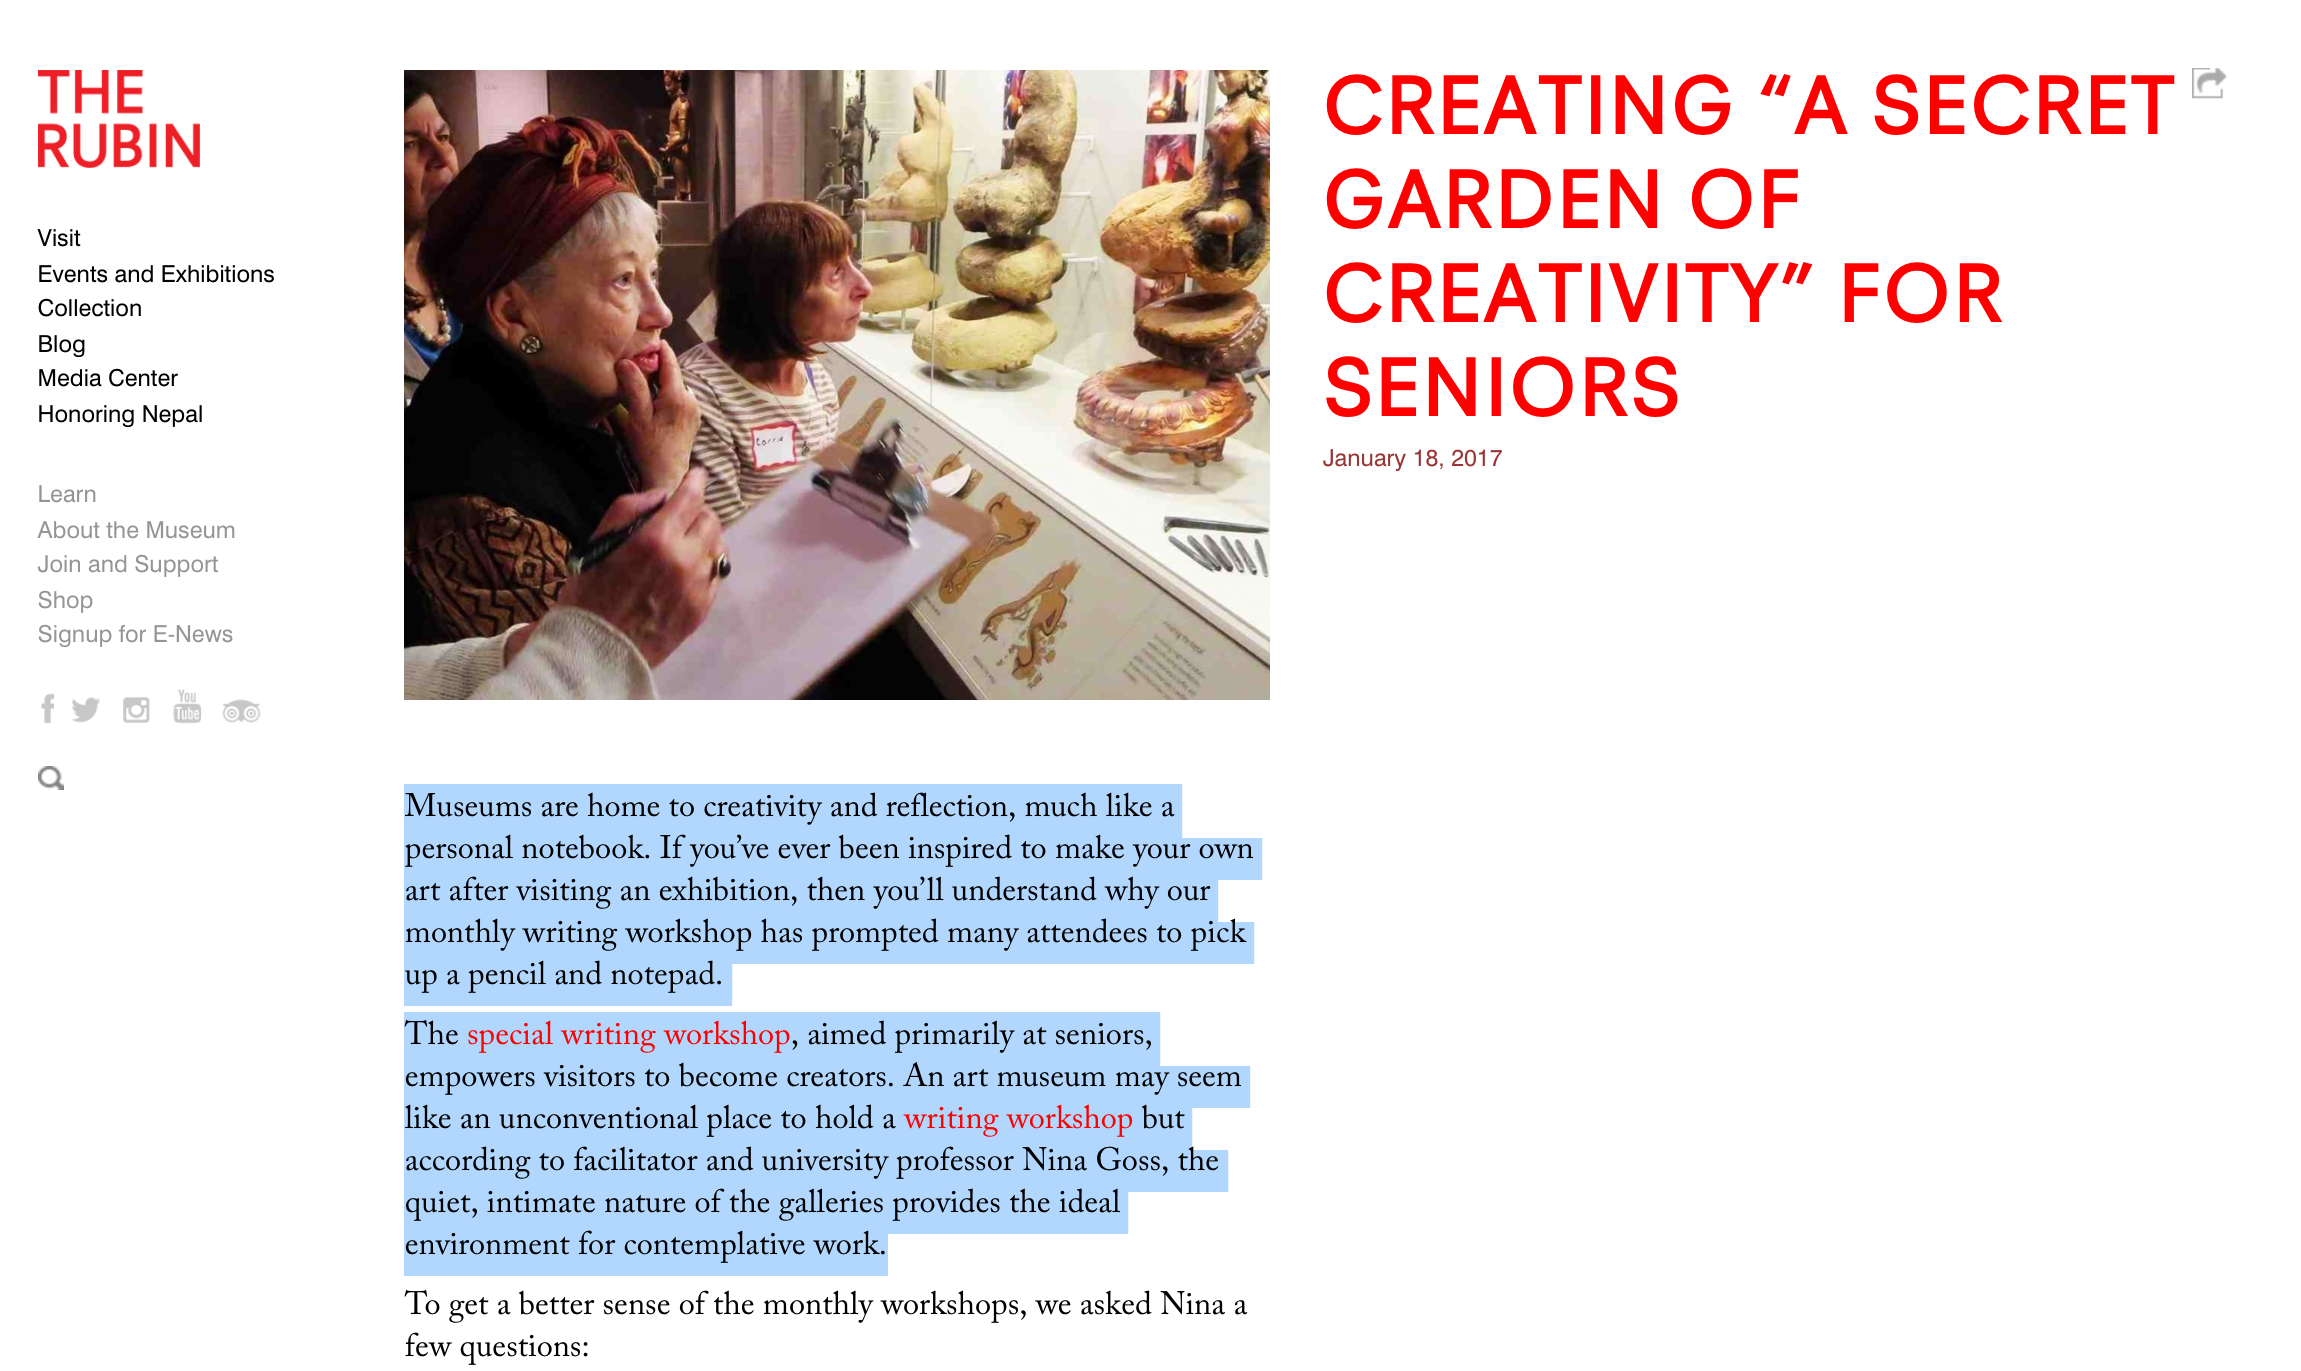 THE
RUBIN
Visit
Events and Exhibitions
Collection
Blog
Media Center
Honoring Nepal
Learn
About the Museum
Join and Support
Shop
Signup for E-News
You
Tube
Corrie
CREATING “A SECRET
GARDEN OF
CREATIVITY” FOR
SENIORS
January 18, 2017
Museums are home to creativity and reflection, much like a
personal notebook. If you’ve ever been inspired to make your own
art after visiting an exhibition, then you’ll understand why our
monthly writing workshop has prompted many attendees to pick
up a pencil and notepad.
The special writing workshop, aimed primarily at seniors,
empowers visitors to become creators. An art museum may seem
like an unconventional place to hold a writing workshop but
according to facilitator and university professor Nina Goss, the
quiet, intimate nature of the galleries provides the ideal
environment for contemplative work.
To get a better sense of the monthly workshops, we asked Nina a
few questions: